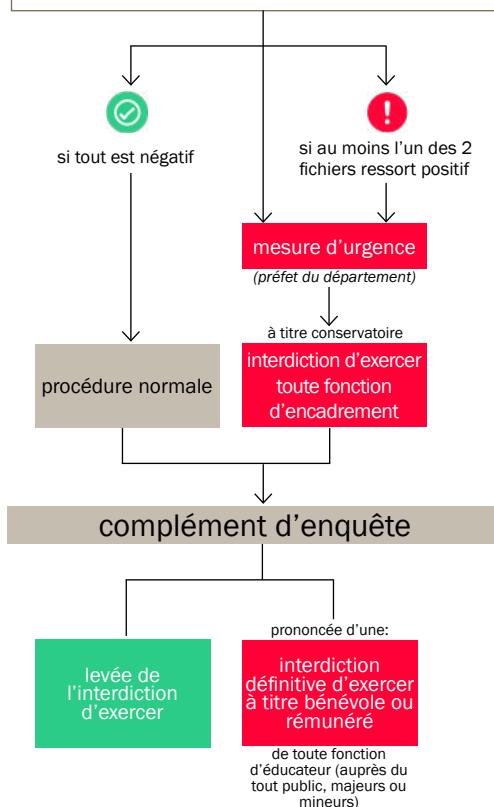 si tout est négatif
si au moins l'un des 2
fichiers ressort positif
mesure d'urgence
(préfet du département)
à titre conservatoire
procédure normale
interdiction d'exercer
toute fonction
d'encadrement
complément d'enquête
levée de
l'interdiction
d'exercer
prononcée d'une:
interdiction
définitive d'exercer
à titre bénévole ou
rémunéré
de toute fonction
d'éducateur (auprès du
tout public, majeurs ou
mineurs)